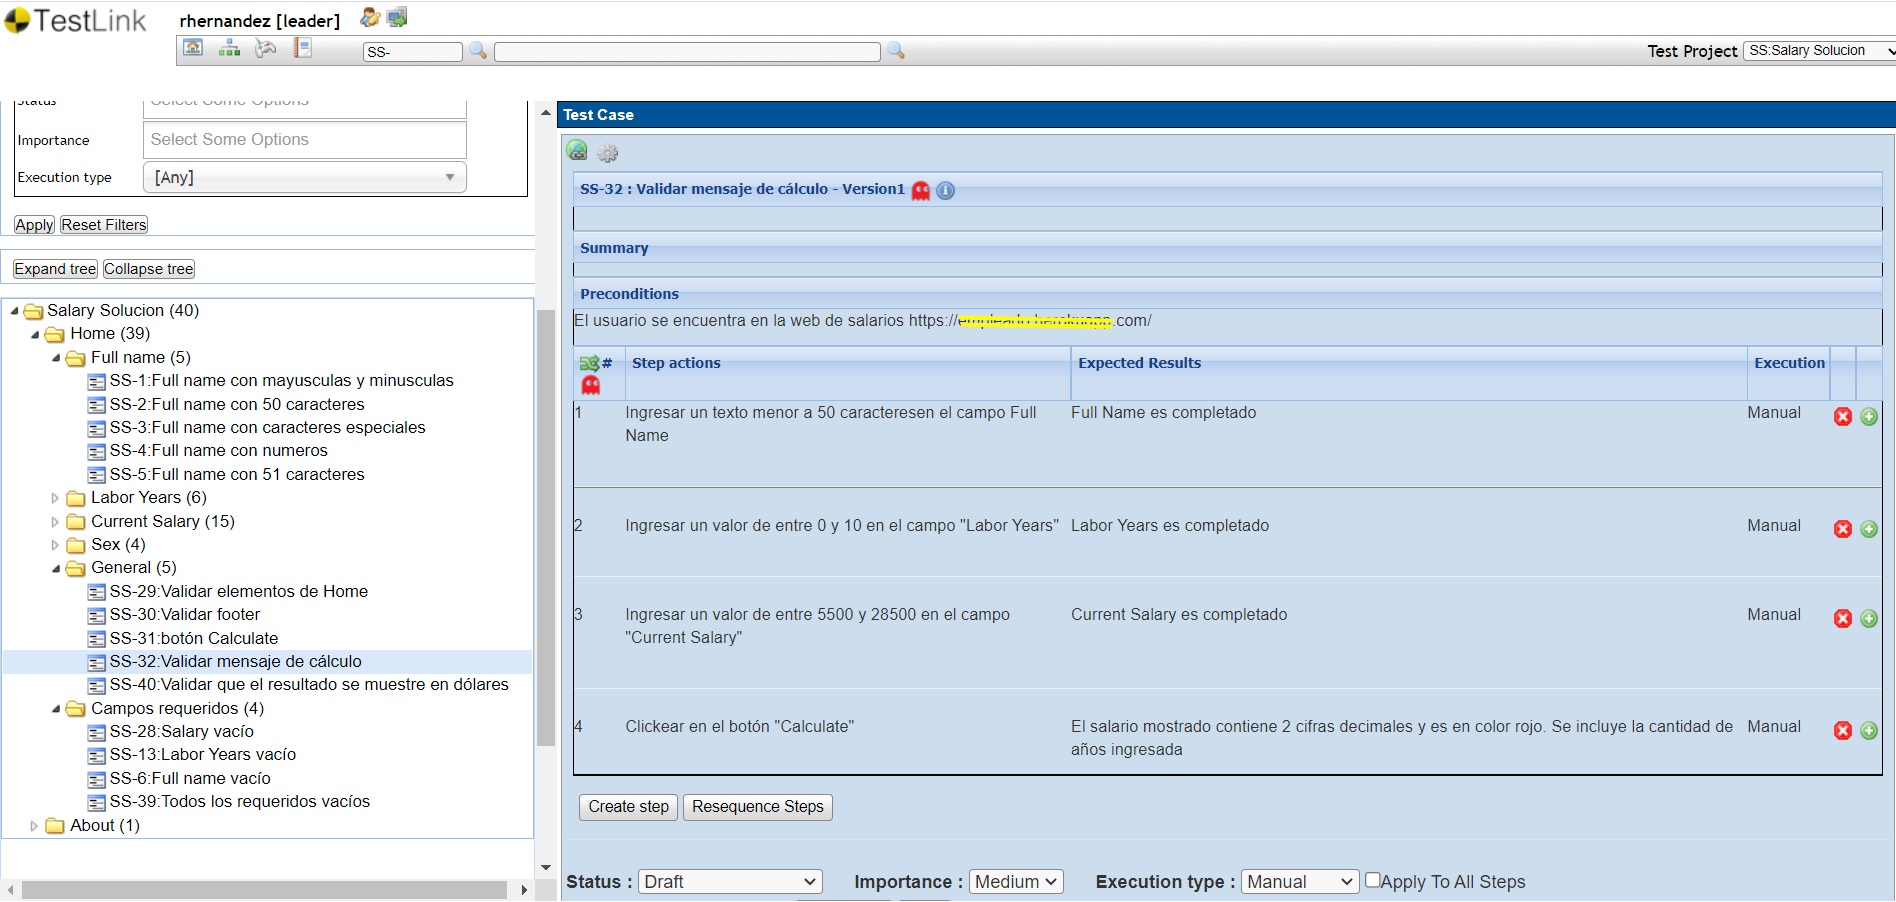 TestLink
rhernandez [leader]
SS-
Test Project SS:Salary Solucion
Status Select Some Options
Importance Select Some Options
Execution type [Any]
Apply Reset Filters
Expand tree Collapse tree
Salary Solucion (40)
Home (39)
Full name (5)
SS-1:Full name con mayusculas y minusculas
SS-2:Full name con 50 caracteres
SS-3:Full name con caracteres especiales
SS-4:Full name con numeros
SS-5:Full name con 51 caracteres
Labor Years (6)
Current Salary (15)
Sex (4)
General (5)
SS-29:Validar elementos de Home
SS-30:Validar footer
SS-31:botón Calculate
SS-32:Validar mensaje de cálculo
SS-40:Validar que el resultado se muestre en dólares
Campos requeridos (4)
SS-28:Salary vacío
SS-13:Labor Years vacío
SS-6:Full name vacío
SS-39:Todos los requeridos vacíos
About (1)
Test Case
SS-32 : Validar mensaje de cálculo - Version1
Summary
Preconditions
El usuario se encuentra en la web de salarios https:// .com/
# Step actions Expected Results Execution
1 Ingresar un texto menor a 50 caracteresen el campo Full Full Name es completado Manual
Name
2 Ingresar un valor de entre 0 y 10 en el campo "Labor Years" Labor Years es completado Manual
3 Ingresar un valor de entre 5500 y 28500 en el campo Current Salary es completado Manual
"Current Salary"
4 Clickear en el botón "Calculate" El salario mostrado contiene 2 cifras decimales y es en color rojo. Se incluye la cantidad de Manual
años ingresada
Create step Resequence Steps
Status : Draft Importance : Medium Execution type : Manual Apply To All Steps